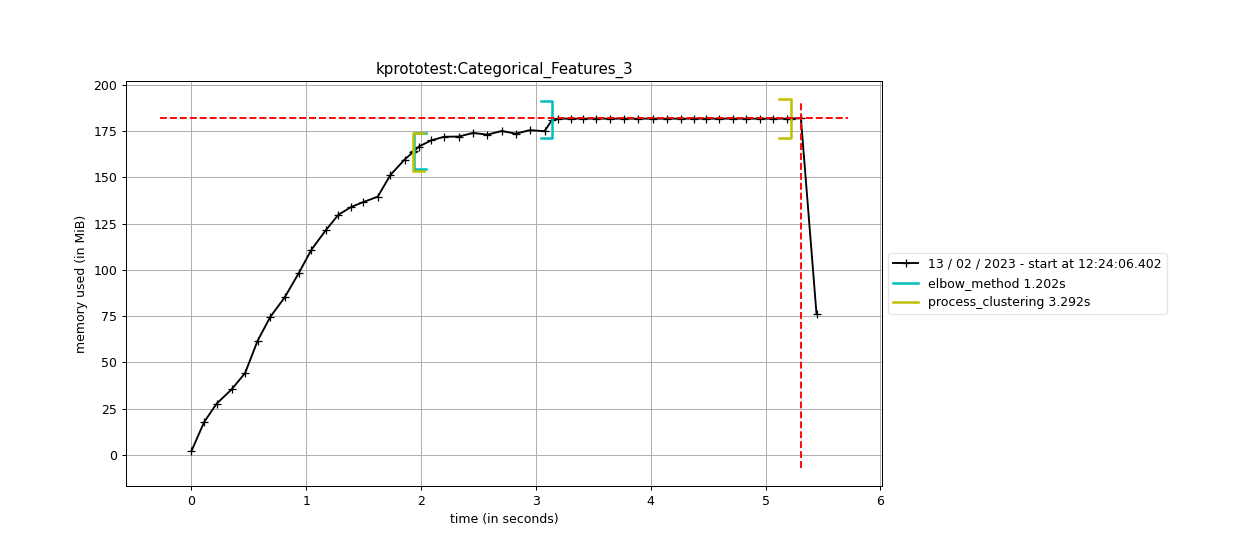 kprototest:Categorical_Features_3
200
175
150
125
100
75
50
25
0
memory used (in MiB)
0 1 2 3 4 5 6
time (in seconds)
13 / 02 / 2023 - start at 12:24:06.402
elbow_method 1.202s
process_clustering 3.292s